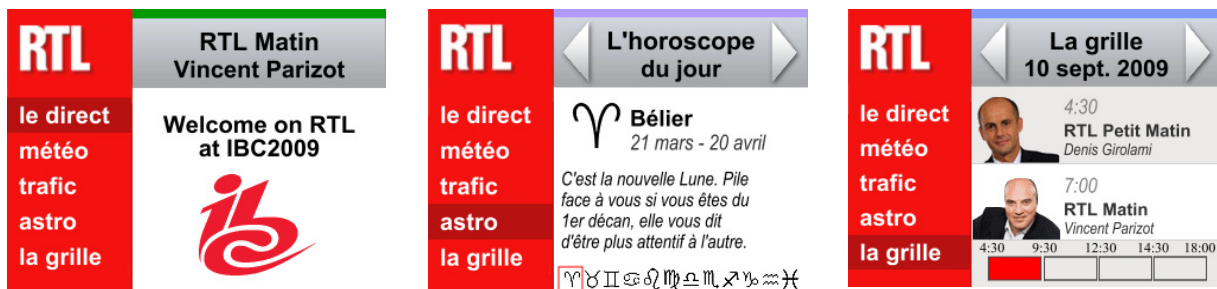 RTL
RTL Matin
Vincent Parizot
le direct
météo
trafic
astro
la grille
Welcome on RTL
at IBC2009
ibc
RTL
L'horoscope
du jour
le direct
météo
trafic
astro
la grille
♈ Bélier
21 mars - 20 avril
C'est la nouvelle Lune. Pile
face à vous si vous êtes du
1er décan, elle vous dit
d'être plus attentif à l'autre.
♈♉♊♋♌♍♎♏♐♑♒♓
RTL
La grille
10 sept. 2009
le direct
météo
trafic
astro
la grille
4:30
RTL Petit Matin
Denis Girolami
7:00
RTL Matin
Vincent Parizot
4:30 9:30 12:30 14:30 18:00